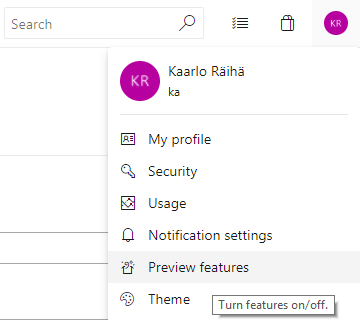 Search
KR
KR
Kaarlo Räihä
ka
My profile
Security
Usage
Notification settings
Preview features
Theme
Turn features on/off.